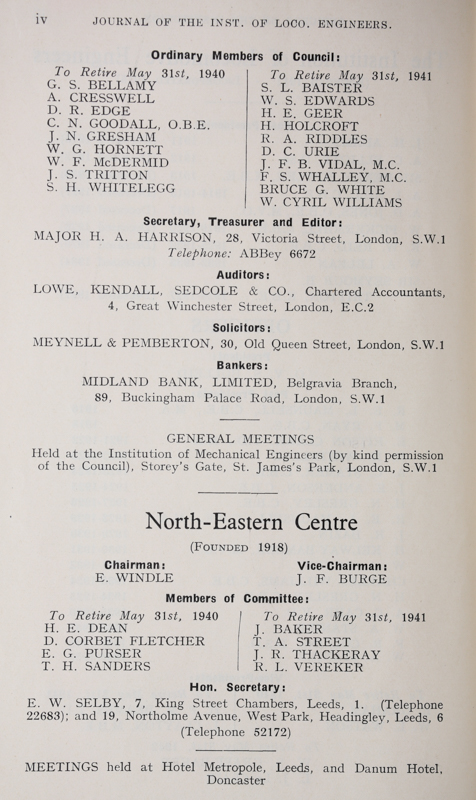 iv JOURNAL OF THE INST. OF LOCO. ENGINEERS.
Ordinary Members of Council:
To Retire May 31st, 1940
G. S. BELLAMY
A. CRESSWELL
D. R. EDGE
C. N. GOODALL, O.B.E.
J. N. GRESHAM
W. G. HORNETT
W. F. McDERMID
J. S. TRITTON
S. H. WHITELEGG
To Retire May 31st, 1941
S. L. BAISTER
W. S. EDWARDS
H. E. GEER
H. HOLCROFT
R. A. RIDDLES
D. C. URIE
J. F. B. VIDAL, M.C.
F. S. WHALLEY, M.C.
BRUCE G. WHITE
W. CYRIL WILLIAMS
Secretary, Treasurer and Editor:
MAJOR H. A. HARRISON, 28, Victoria Street, London, S.W.1
Telephone: ABBey 6672
Auditors:
LOWE, KENDALL, SEDCOLE & CO., Chartered Accountants,
4, Great Winchester Street, London, E.C.2
Solicitors:
MEYNELL & PEMBERTON, 30, Old Queen Street, London, S.W.1
Bankers:
MIDLAND BANK, LIMITED, Belgravia Branch,
89, Buckingham Palace Road, London, S.W.1
GENERAL MEETINGS
Held at the Institution of Mechanical Engineers (by kind permission
of the Council), Storey's Gate, St. James's Park, London, S.W.1
North-Eastern Centre
(FOUNDED 1918)
Chairman:
E. WINDLE
Vice-Chairman:
J. F. BURGE
Members of Committee:
To Retire May 31st, 1940
H. E. DEAN
D. CORBET FLETCHER
E. G. PURSER
T. H. SANDERS
To Retire May 31st, 1941
J. BAKER
T. A. STREET
J. R. THACKERAY
R. L. VEREKER
Hon. Secretary:
E. W. SELBY, 7, King Street Chambers, Leeds, 1. (Telephone
22683); and 19, Northolme Avenue, West Park, Headingley, Leeds, 6
(Telephone 52172)
MEETINGS held at Hotel Metropole, Leeds, and Danum Hotel,
Doncaster